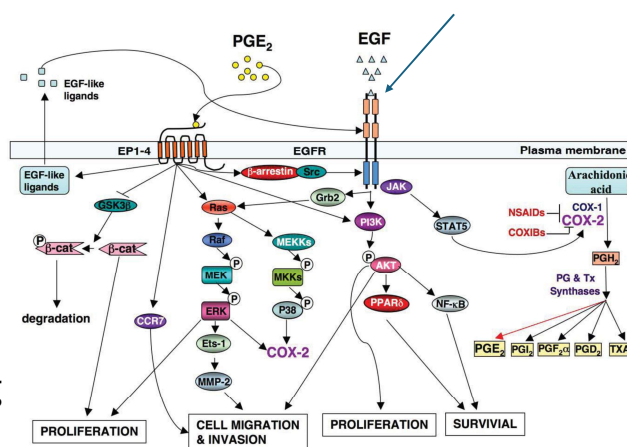 PGE2
EGF
EGF-like
ligands
EP1-4
EGFR
Plasma membrane
EGF-like
ligands
β-arrestin
Src
JAK
Arachidonic
acid
GSK3β
Ras
Grb2
PI3K
STAT5
NSAIDs
COX-1
COX-2
COXIBs
P
β-cat
β-cat
Raf
MEKKs
P
AKT
PGH2
P
MEK
P
MKKs
PG & Tx
Synthases
degradation
CCR7
P
ERK
P
P38
PPARδ
NF-κB
Ets-1
COX-2
PGE2
PGI2
PGF2α
PGD2
TXA
MMP-2
PROLIFERATION
CELL MIGRATION
& INVASION
PROLIFERATION
SURVIVIAL